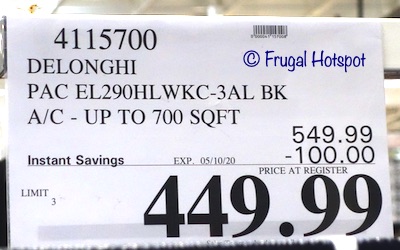 4115700
© Frugal Hotspot
DELONGHI
PAC EL290HLWKC-3AL BK
A/C - UP TO 700 SQFT
549.99
Instant Savings EXP. 05/10/20 -100.00
PRICE AT REGISTER
LIMIT 3
449.99